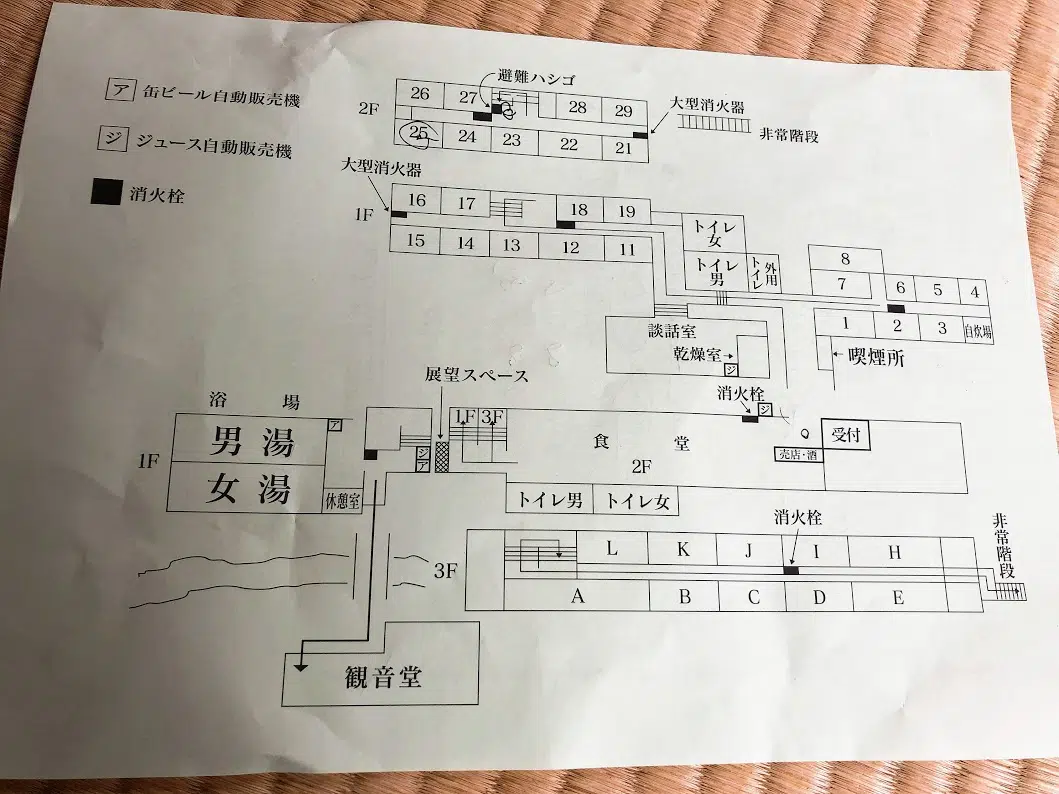 ア 缶ビール自動販売機
ジ ジュース自動販売機
消火栓
避難ハシゴ
2F
26 27 28 29
25 24 23 22 21
大型消火器
非常階段
大型消火器
1F
16 17 18 19
15 14 13 12 11
トイレ女
トイレ男
外用トイレ
8
7 6 5 4
1 2 3 自炊場
喫煙所
談話室
乾燥室
ジ
展望スペース
消火栓
ジ
浴場
1F
男湯
女湯
ア
休憩室
ジ
ア
1F 3F
食堂
2F
受付
売店・酒
トイレ男 トイレ女
消火栓
非常階段
3F
L K J I H
A B C D E
観音堂